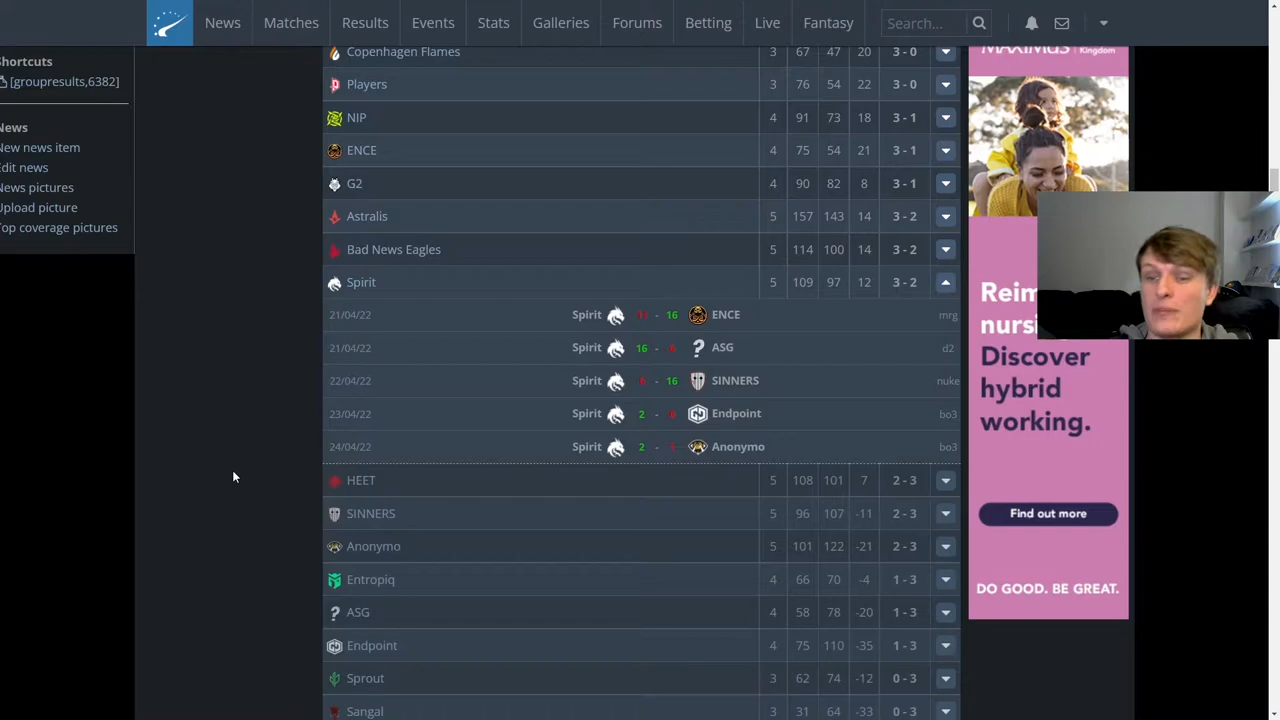 News Matches Results Events Stats Galleries Forums Betting Live Fantasy Search...
Shortcuts
[groupresults,6382]
News
New news item
Edit news
News pictures
Upload picture
Top coverage pictures
Copenhagen Flames 3 67 47 20 3 - 0
Players 3 76 54 22 3 - 0
NIP 4 91 73 18 3 - 1
ENCE 4 75 54 21 3 - 1
G2 4 90 82 8 3 - 1
Astralis 5 157 143 14 3 - 2
Bad News Eagles 5 114 100 14 3 - 2
Spirit 5 109 97 12 3 - 2
21/04/22 Spirit - 16 ENCE mrg
21/04/22 Spirit 16 - 6 ASG d2
22/04/22 Spirit 6 - 16 SINNERS nuke
23/04/22 Spirit 2 - 0 Endpoint bo3
24/04/22 Spirit 2 - Anonymo bo3
HEET 5 108 101 7 2 - 3
SINNERS 5 96 107 -11 2 - 3
Anonymo 5 101 122 -21 2 - 3
Entropiq 4 66 70 -4 1 - 3
ASG 4 58 78 -20 1 - 3
Endpoint 4 75 110 -35 1 - 3
Sprout 3 62 74 -12 0 - 3
Sangal 3 31 64 -33 0 - 3
MAXIMUS Kingdom
Rei
nurs
Discover
hybrid
working.
Find out more
DO GOOD. BE GREAT.